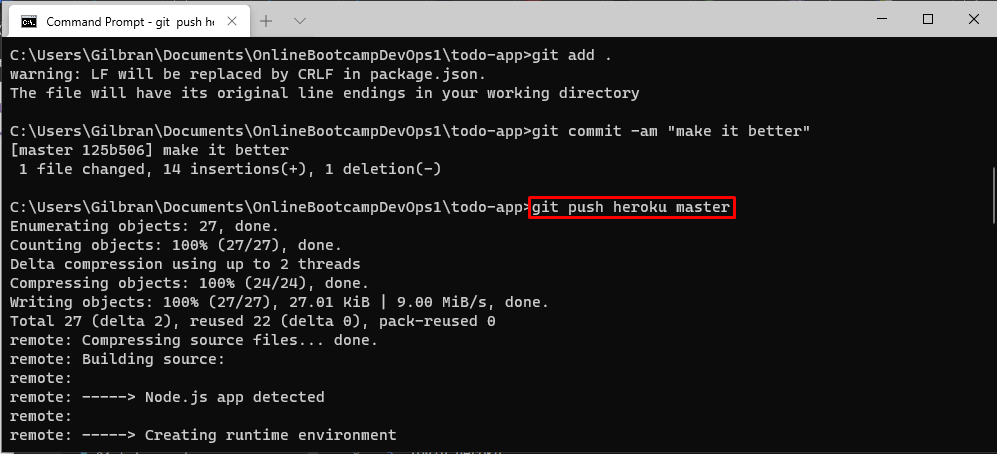 Command Prompt - git  push he
C:\Users\Gilbran\Documents\OnlineBootcampDevOps1\todo-app>git add .
warning: LF will be replaced by CRLF in package.json.
The file will have its original line endings in your working directory
C:\Users\Gilbran\Documents\OnlineBootcampDevOps1\todo-app>git commit -am "make it better"
[master 125b506] make it better
 1 file changed, 14 insertions(+), 1 deletion(-)
C:\Users\Gilbran\Documents\OnlineBootcampDevOps1\todo-app>git push heroku master
Enumerating objects: 27, done.
Counting objects: 100% (27/27), done.
Delta compression using up to 2 threads
Compressing objects: 100% (24/24), done.
Writing objects: 100% (27/27), 27.01 KiB | 9.00 MiB/s, done.
Total 27 (delta 2), reused 22 (delta 0), pack-reused 0
remote: Compressing source files... done.
remote: Building source:
remote:
remote: -----> Node.js app detected
remote:
remote: -----> Creating runtime environment